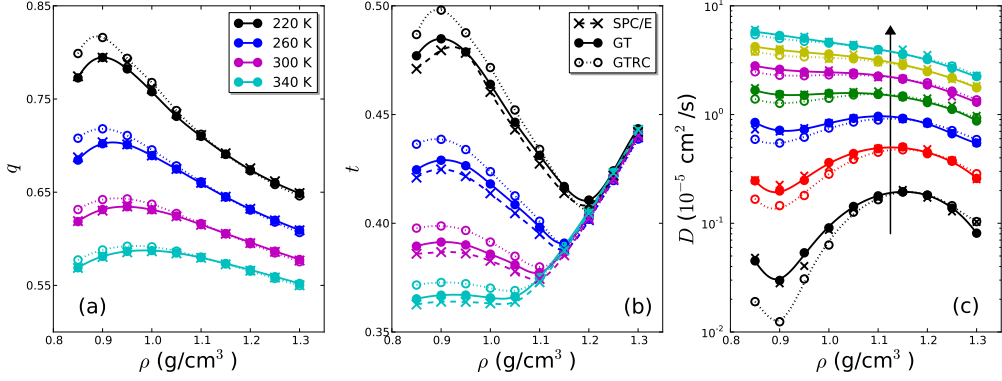 q
0.85
0.75
0.65
0.55
220 K
260 K
300 K
340 K
(a)
0.8 0.9 1.0 1.1 1.2 1.3
ρ (g/cm³ )
t
0.50
0.45
0.40
0.35
SPC/E
GT
GTRC
(b)
0.8 0.9 1.0 1.1 1.2 1.3
ρ (g/cm³ )
D (10⁻⁵ cm² /s)
10¹
10⁰
10⁻¹
10⁻²
(c)
0.8 0.9 1.0 1.1 1.2 1.3
ρ (g/cm³ )